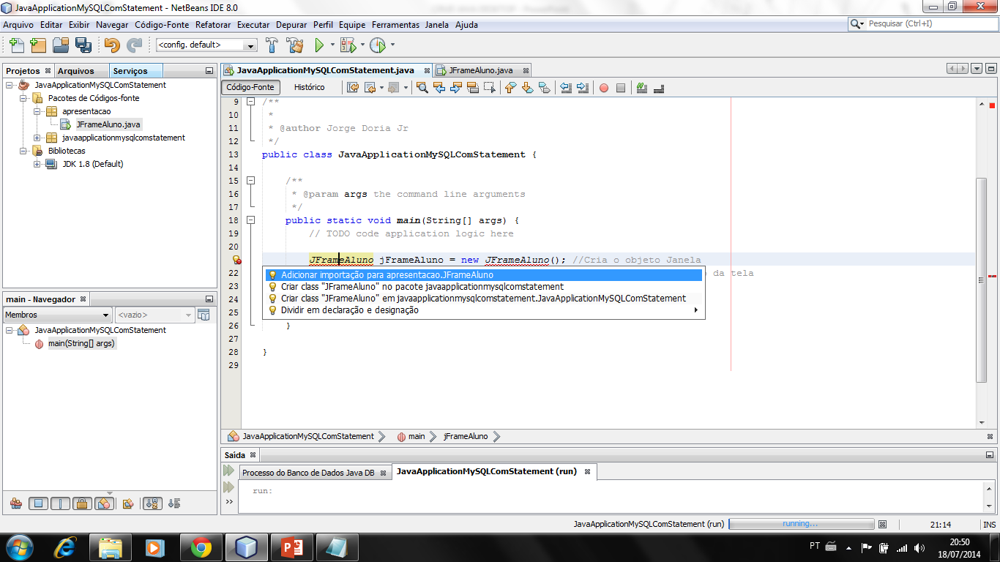 JavaApplicationMySQLComStatement - NetBeans IDE 8.0
Arquivo Editar Exibir Navegar Código-Fonte Refatorar Executar Depurar Perfil Equipe Ferramentas Janela Ajuda
Pesquisar (Ctrl+I)
<config. default>
Projetos Arquivos Serviços
JavaApplicationMySQLComStatement
Pacotes de Códigos-fonte
apresentacao
JFrameAluno.java
javaapplicationmysqlcomstatement
Bibliotecas
JDK 1.8 (Default)
main - Navegador
Membros <vazio>
JavaApplicationMySQLComStatement
main(String[] args)
JavaApplicationMySQLComStatement.java JFrameAluno.java
Código-Fonte Histórico
9 /**
10 *
11 * @author Jorge Doria Jr
12 */
13 public class JavaApplicationMySQLComStatement {
14
15 /**
16 * @param args the command line arguments
17 */
18 public static void main(String[] args) {
19 // TODO code application logic here
20
JFrameAluno jFrameAluno = new JFrameAluno(); //Cria o objeto Janela
22 da tela
Adicionar importação para apresentacao.JFrameAluno
23 Criar class "JFrameAluno" no pacote javaapplicationmysqlcomstatement
24 Criar class "JFrameAluno" em javaapplicationmysqlcomstatement.JavaApplicationMySQLComStatement
25 Dividir em declaração e designação
26 }
27
28 }
29
JavaApplicationMySQLComStatement main jFrameAluno
Saída
Processo do Banco de Dados Java DB JavaApplicationMySQLComStatement (run)
run:
JavaApplicationMySQLComStatement (run) running... 21:14 INS
PT 20:50
18/07/2014